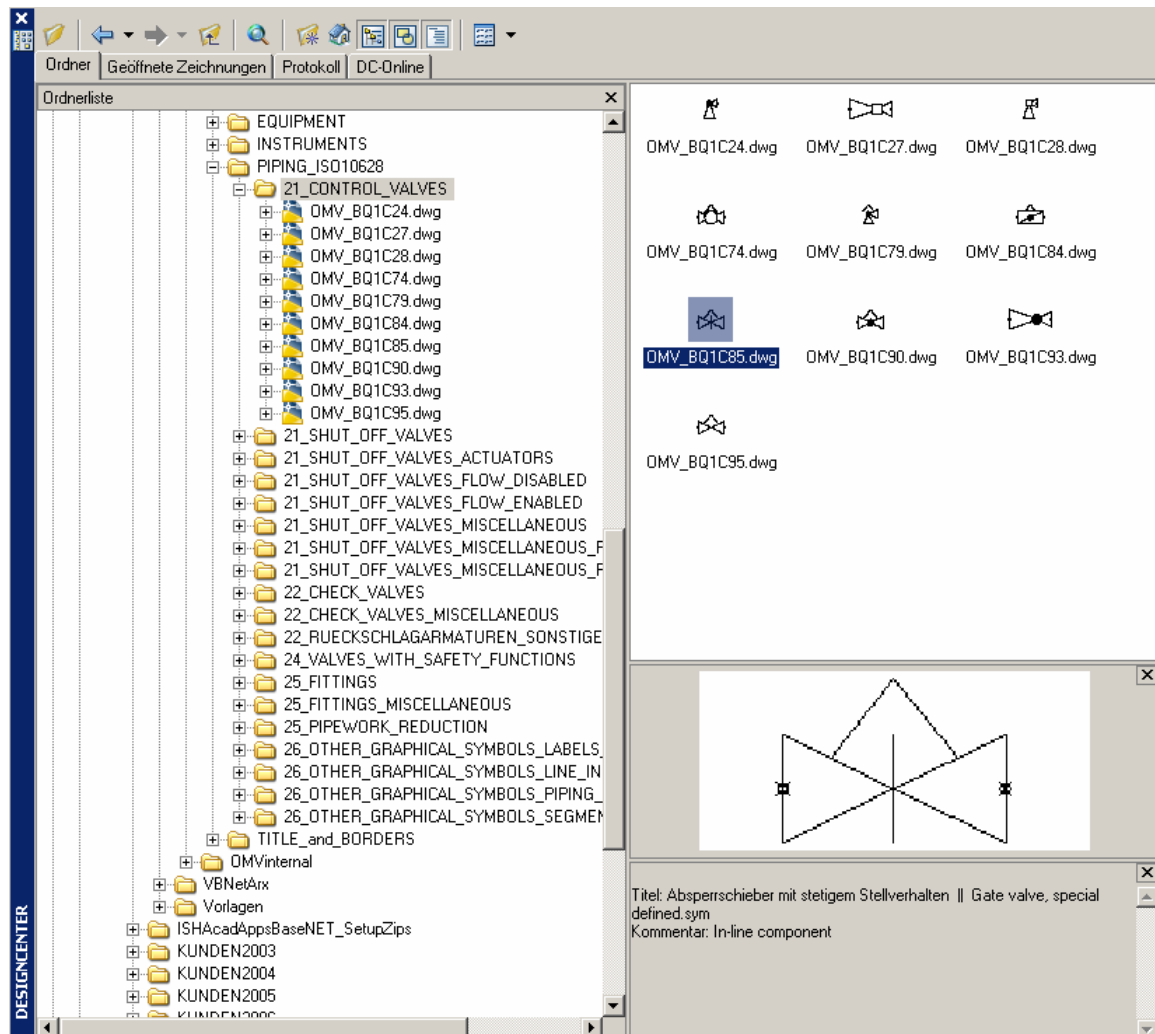 Ordner
Geöffnete Zeichnungen
Protokoll
DC-Online
Ordnerliste
EQUIPMENT
INSTRUMENTS
PIPING_ISO10628
21_CONTROL_VALVES
OMV_BQ1C24.dwg
OMV_BQ1C27.dwg
OMV_BQ1C28.dwg
OMV_BQ1C74.dwg
OMV_BQ1C79.dwg
OMV_BQ1C84.dwg
OMV_BQ1C85.dwg
OMV_BQ1C90.dwg
OMV_BQ1C93.dwg
OMV_BQ1C95.dwg
21_SHUT_OFF_VALVES
21_SHUT_OFF_VALVES_ACTUATORS
21_SHUT_OFF_VALVES_FLOW_DISABLED
21_SHUT_OFF_VALVES_FLOW_ENABLED
21_SHUT_OFF_VALVES_MISCELLANEOUS
21_SHUT_OFF_VALVES_MISCELLANEOUS_F
21_SHUT_OFF_VALVES_MISCELLANEOUS_F
22_CHECK_VALVES
22_CHECK_VALVES_MISCELLANEOUS
22_RUECKSCHLAGARMATUREN_SONSTIGE
24_VALVES_WITH_SAFETY_FUNCTIONS
25_FITTINGS
25_FITTINGS_MISCELLANEOUS
25_PIPEWORK_REDUCTION
26_OTHER_GRAPHICAL_SYMBOLS_LABELS_
26_OTHER_GRAPHICAL_SYMBOLS_LINE_IN
26_OTHER_GRAPHICAL_SYMBOLS_PIPING_
26_OTHER_GRAPHICAL_SYMBOLS_SEGMEN
TITLE_and_BORDERS
OMVinternal
VBNetArx
Vorlagen
ISHAcadAppsBaseNET_SetupZips
KUNDEN2003
KUNDEN2004
KUNDEN2005
KUNDEN2006
OMV_BQ1C24.dwg OMV_BQ1C27.dwg OMV_BQ1C28.dwg
OMV_BQ1C74.dwg OMV_BQ1C79.dwg OMV_BQ1C84.dwg
OMV_BQ1C85.dwg OMV_BQ1C90.dwg OMV_BQ1C93.dwg
OMV_BQ1C95.dwg
Titel: Absperrschieber mit stetigem Stellverhalten || Gate valve, special
defined.sym
Kommentar: In-line component
DESIGNCENTER